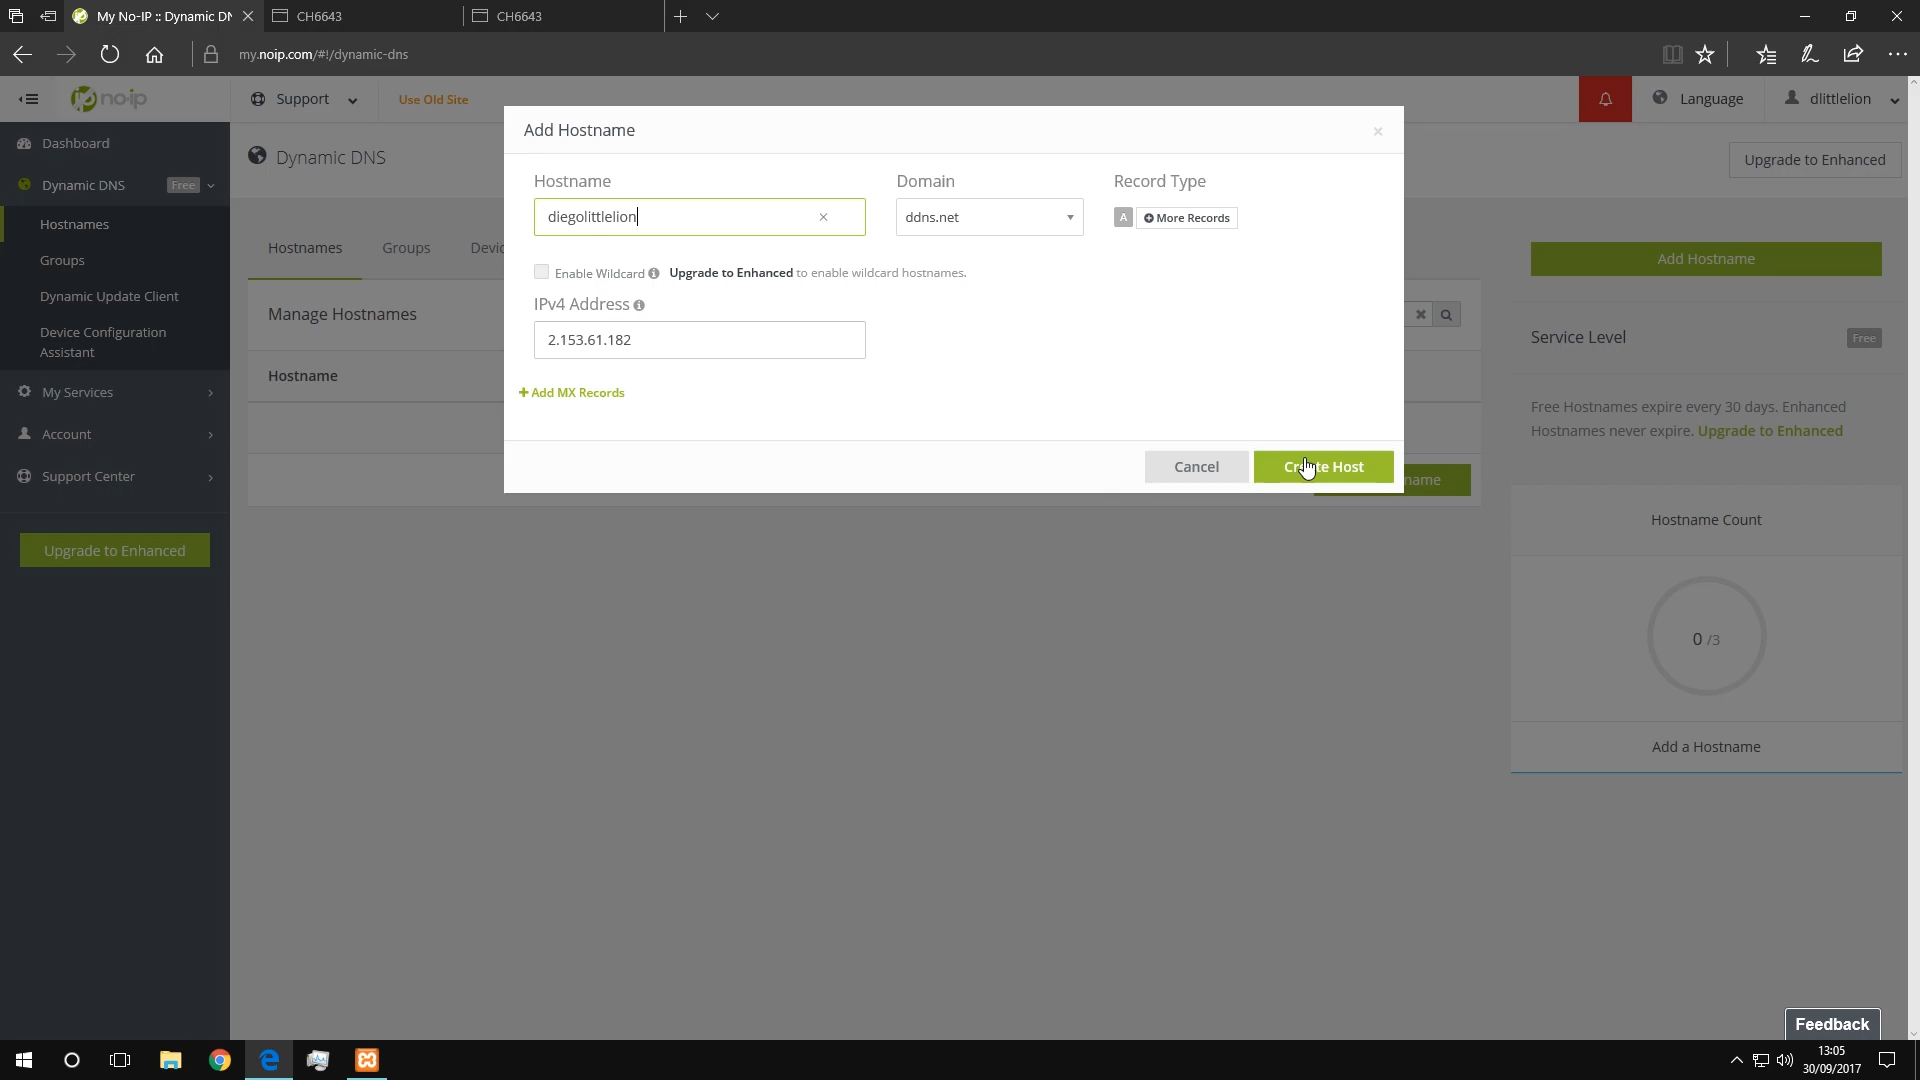 My No-IP :: Dynamic DN
CH6643
CH6643
my.noip.com/#!/dynamic-dns
no-ip
Support
Use Old Site
Language
dlittlelion
Dashboard
Dynamic DNS Free
Hostnames
Groups
Dynamic Update Client
Device Configuration
Assistant
My Services
Account
Support Center
Upgrade to Enhanced
Dynamic DNS
Upgrade to Enhanced
Hostnames
Groups
Devic
Manage Hostnames
Hostname
Add Hostname
Hostname
Domain
Record Type
diegolittlelion
ddns.net
A
More Records
Enable Wildcard Upgrade to Enhanced to enable wildcard hostnames.
IPv4 Address
2.153.61.182
Add MX Records
Cancel
Host
name
Add Hostname
Service Level
Free
Free Hostnames expire every 30 days. Enhanced
Hostnames never expire. Upgrade to Enhanced
Hostname Count
0 /3
Add a Hostname
Feedback
13:05
30/09/2017